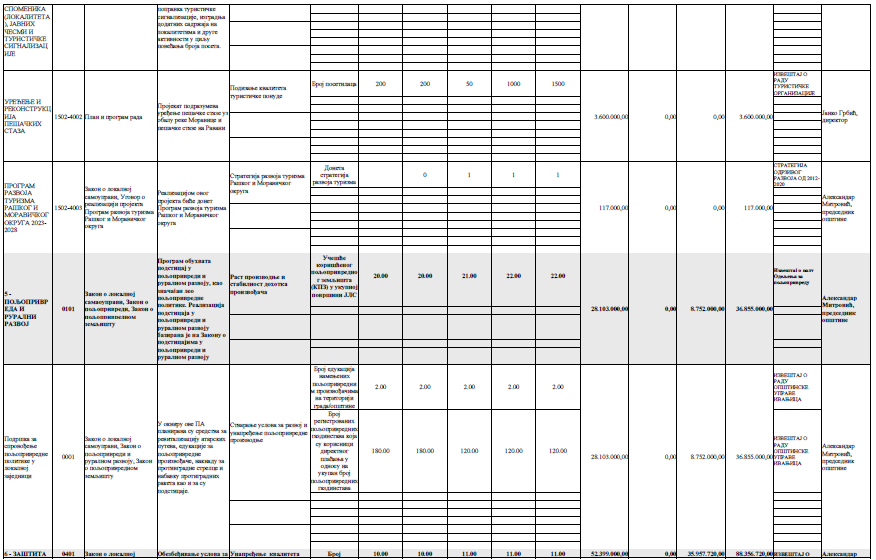 СПОМЕНИКА
(ЛОКАЛИТЕТА
), ЈАВНИХ
ЧЕСМИ И
ТУРИСТИЧКЕ
СИГНАЛИЗАЦ
ИЈЕ
поправка туристичке
сигнализације, изградња
додатних садржаја на
локалитетима и друге
активности у циљу
повећања броја посета.
УРЕЂЕЊЕ И
РЕКОНСТРУКЦ
ИЈА
ПЕШАЧКИХ
СТАЗА
1502-4002
План и програм рада
Пројекат подразумева
уређење пешачке стазе уз
обалу реке Моравице и
пешачке стазе на Равани
Подизање квалитета
туристичке понуде
Број посетилаца
200
200
50
1000
1500
3.600.000,00
0,00
0,00
3.600.000,00
ИЗВЕШТАЈ О
РАДУ
ТУРИСТИЧКЕ
ОРГАНИЗАЦИЈЕ
Јанко Грбић,
директор
ПРОГРАМ
РАЗВОЈА
ТУРИЗМА
РАШКОГ И
МОРАВИЧКОГ
ОКРУГА 2023-
2028
1502-4003
Закон о локалној
самоуправи, Уговор о
реализацији пројекта
Програм развоја туризма
Рашког и Моравичког
округа
Реализацијом овог
пројекта биће донет
Програм развоја туризма
Рашког и Моравичког
округа
Стратегија развоја туризма
Рашког и Моравичког
округа
Донета
стратегија
развоја туризма
0
1
1
1
117.000,00
0,00
0,00
117.000,00
СТРАТЕГИЈА
ОДРЖИВОГ
РАЗВОЈА ОД 2012-
2020
Александар
Митровић,
председник
општине
5 -
ПОЉОПРИВР
ЕДА И
РУРАЛНИ
РАЗВОЈ
0101
Закон о локалној
самоуправи, Закон о
пољопривреди, Закон о
пољопривредном
земљишту
Програм обухвата
подстицај у
пољопривреди и
руралном развоју, као
значајан део
пољопривредне
политике. Реализација
подстицаја у
пољопривреди и
руралном развоју
базирана је на Закону о
подстицајима у
пољопривреди и
руралном развоју
Раст производње и
стабилност дохотка
произвођача
Учешће
коришћеног
пољопривредно
г земљишта
(КПЗ) у укупној
површини ЈЛС
20.00
20.00
21.00
22.00
22.00
28.103.000,00
0,00
8.752.000,00
36.855.000,00
Извештај о раду
Одељења за
пољопривреду
Александар
Митровић,
председник
општине
Подршка за
спровођење
пољопривредне
политике у
локалној
заједници
0001
Закон о локалној
самоуправи, Закон о
пољопривреди и
руралном развоју, Закон
о пољопривредном
земљишту
У оквиру ове ПА
планирана су средства за
ревитализацију атарских
путева, едукације за
пољопривредне
произвођаче, накнаду за
противградне стрелце и
набавку противградних
ракета као и за су
подстицаје.
Стварање услова за развој и
унапређење пољопривредне
производње
Број едукација
намењених
пољопривредни
м произвођачима
на територији
града/општине
2.00
2.00
2.00
2.00
2.00
ИЗВЕШТАЈ О
РАДУ
ОПШТИНСКЕ
УПРАВЕ
ИВАЊИЦА
Број
регистрованих
пољопривредних
газдинстава која
су корисници
директног
плаћања у
односу на
укупан број
пољопривредних
газдинстава
180.00
180.00
120.00
120.00
120.00
28.103.000,00
0,00
8.752.000,00
36.855.000,00
ИЗВЕШТАЈ О
РАДУ
ОПШТИНСКЕ
УПРАВЕ
ИВАЊИЦА
Александар
Митровић,
председник
општине
6 - ЗАШТИТА
0401
Закон о локалној
Обезбеђивање услова за
Унапређење квалитета
Број
10.00
10.00
11.00
11.00
11.00
52.399.000,00
0,00
35.957.720,00
88.356.720,00
ИЗВЕШТАЈ О
Александар